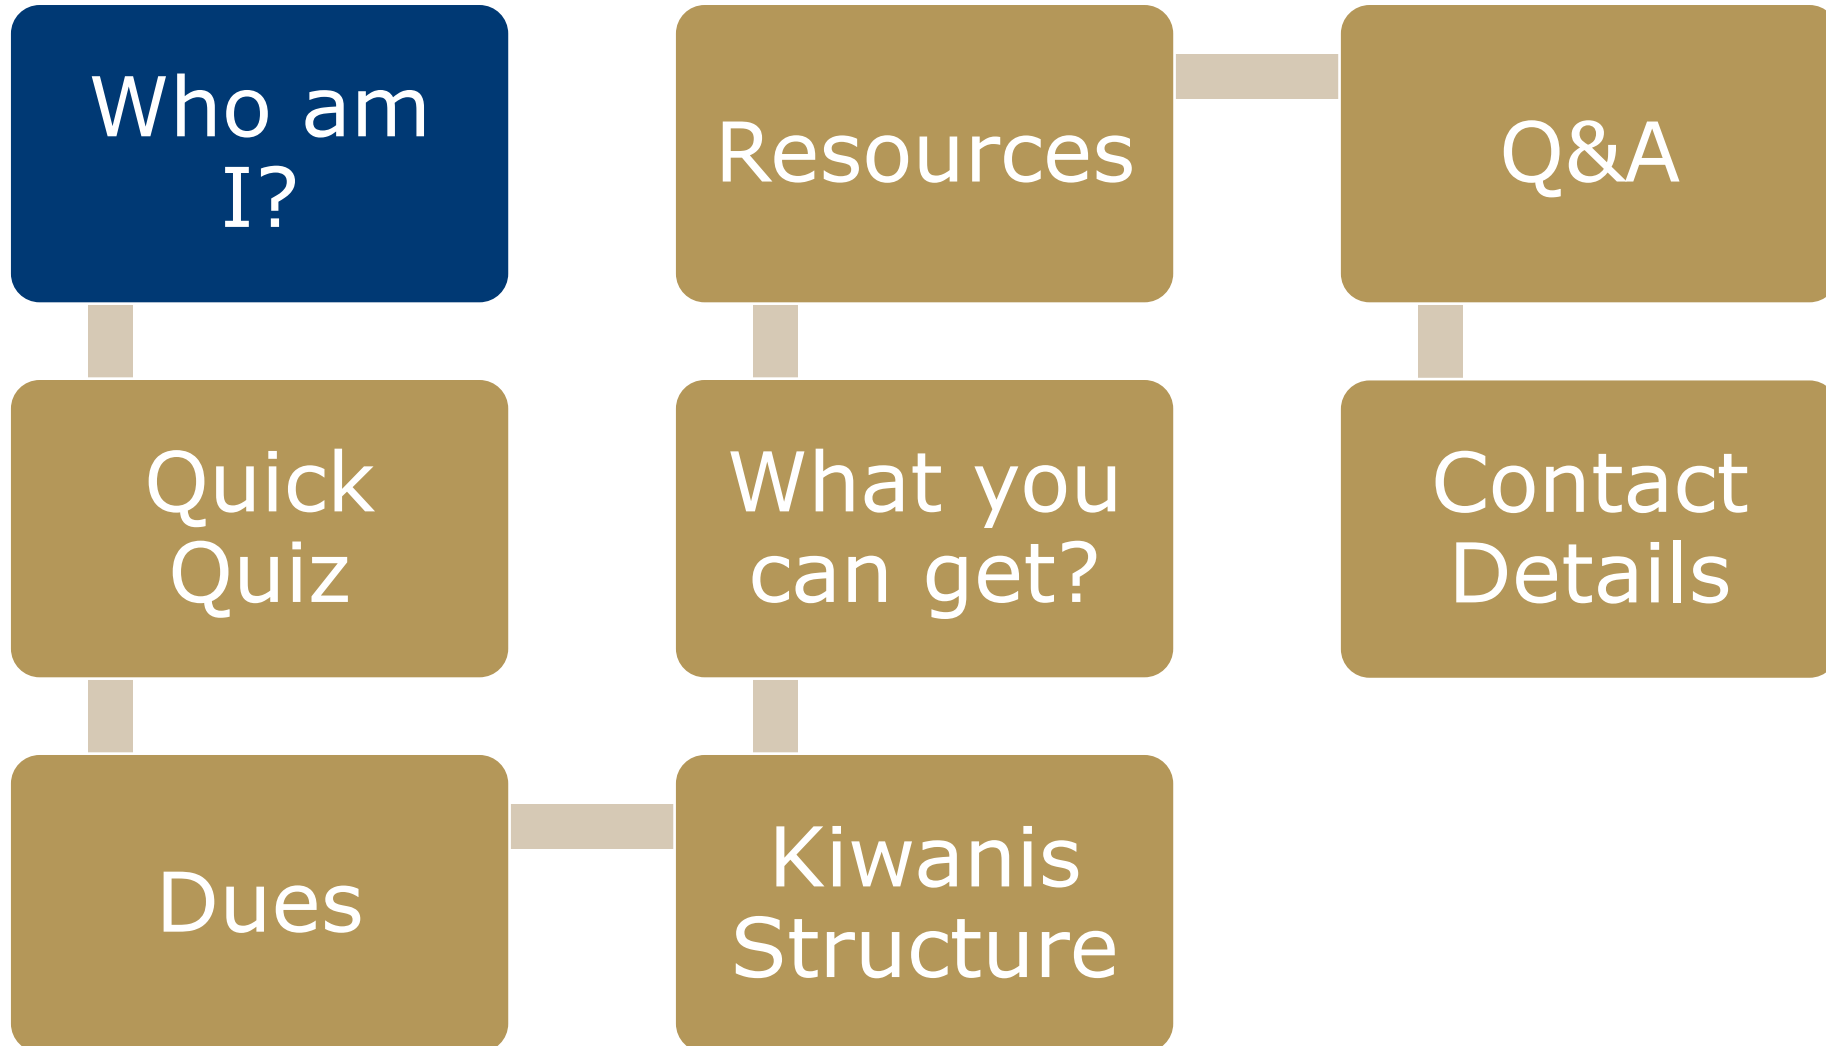 Who am
I?
Quick
Quiz
Dues
Kiwanis
Structure
What you
can get?
Resources
Q&A
Contact
Details